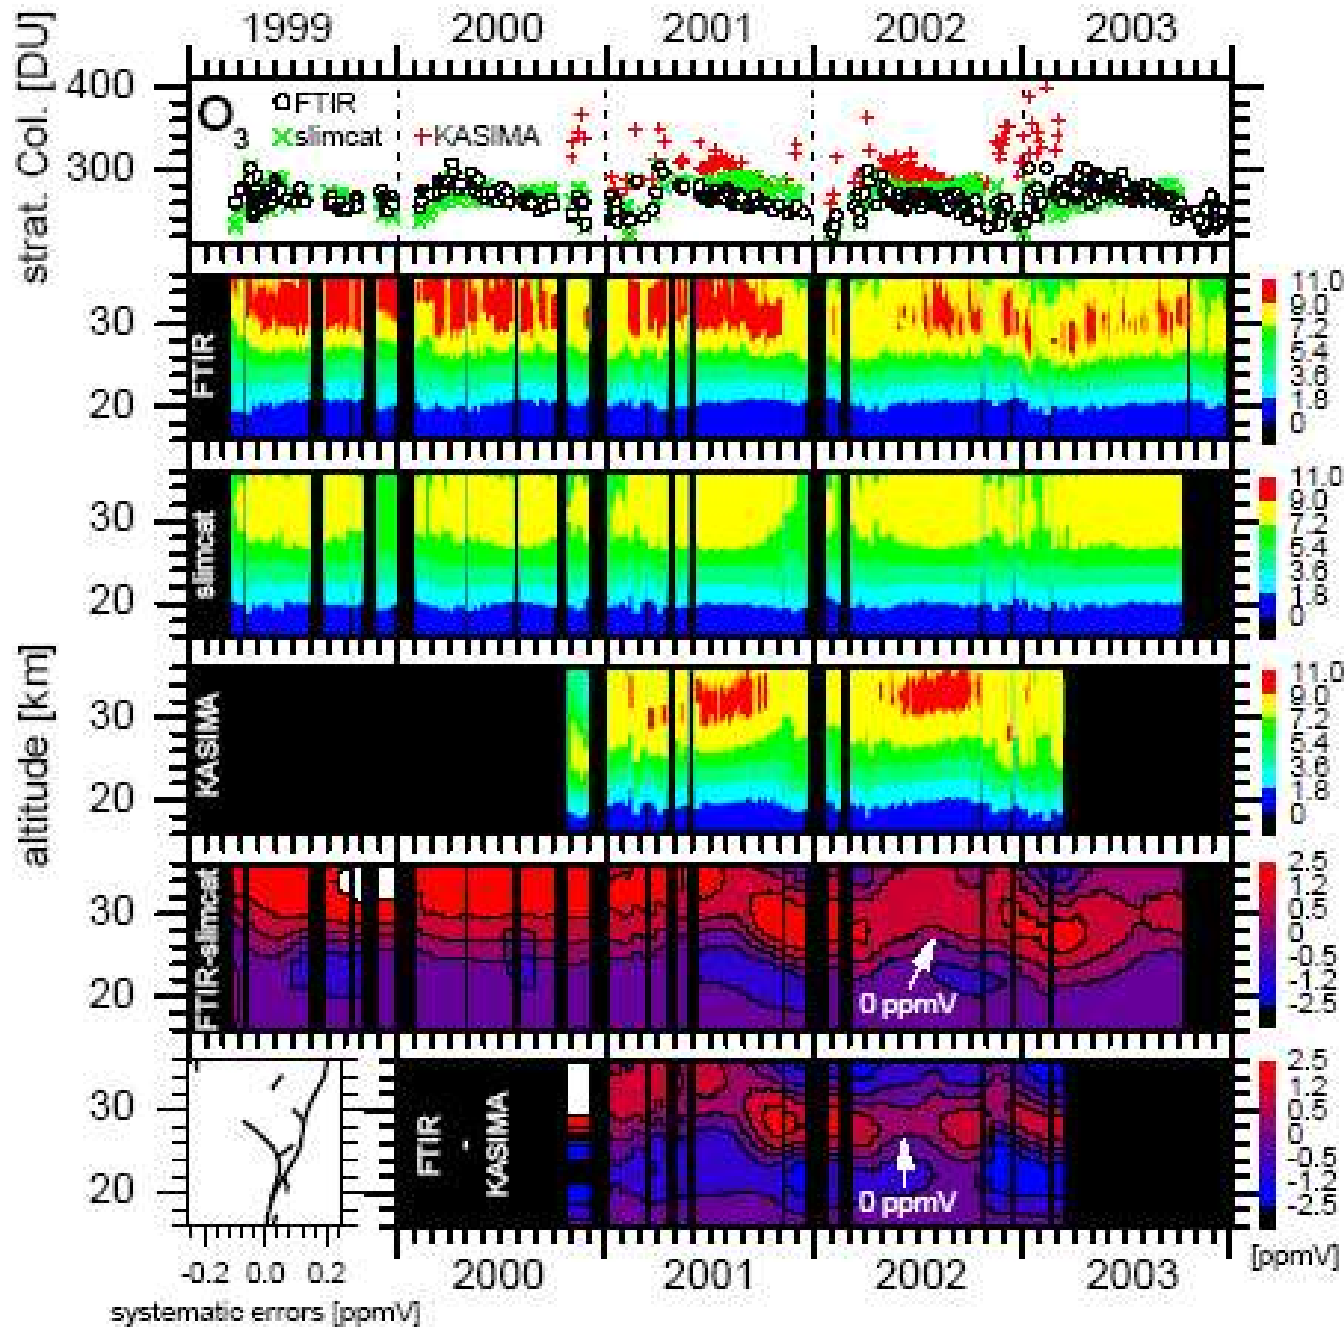 1999 2000 2001 2002 2003
strat. Col. [DU]
400
300
O3
FTIR
slimcat
KASIMA
altitude [km]
FTIR
30
20
11.0
9.0
7.2
5.4
3.6
1.8
0
slimcat
30
20
11.0
9.0
7.2
5.4
3.6
1.8
0
KASIMA
30
20
11.0
9.0
7.2
5.4
3.6
1.8
0
FTIR-slimcat
30
20
0 ppmV
2.5
1.2
0.5
0
-0.5
-1.2
-2.5
30
20
FTIR
-
KASIMA
0 ppmV
2.5
1.2
0.5
0
-0.5
-1.2
-2.5
[ppmV]
-0.2 0.0 0.2
systematic errors [ppmV]
2000 2001 2002 2003